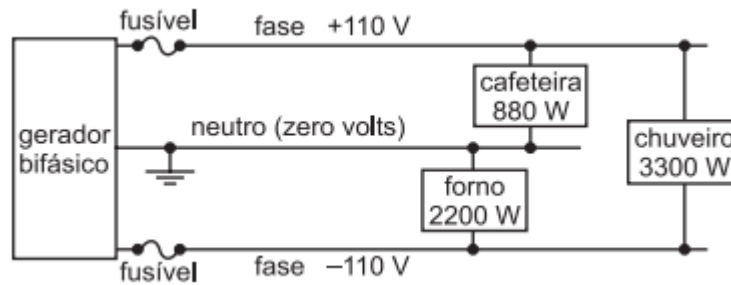 fusível fase +110 V
cafeteira
880 W
gerador
bifásico
neutro (zero volts)
chuveiro
3300 W
forno
2200 W
fusível fase –110 V